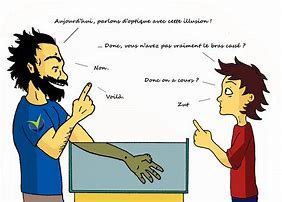 Aujourd'hui, parlons d'optique avec cette illusion !
... Donc, vous n'avez pas vraiment le bras cassé ?
Non.
Donc on a cours ?
Voilà.
Zut